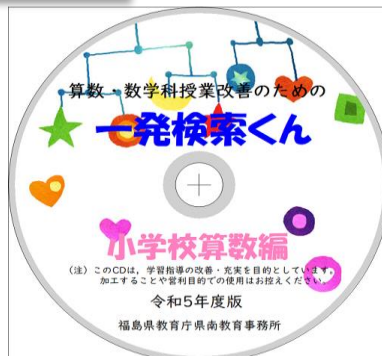 算数・数学科授業改善のための
一発検索くん
小学校算数編
（注）このCDは，学習指導の改善・充実を目的としています。
加工することや営利目的での使用はお控えください。
令和５年度版
福島県教育庁県南教育事務所